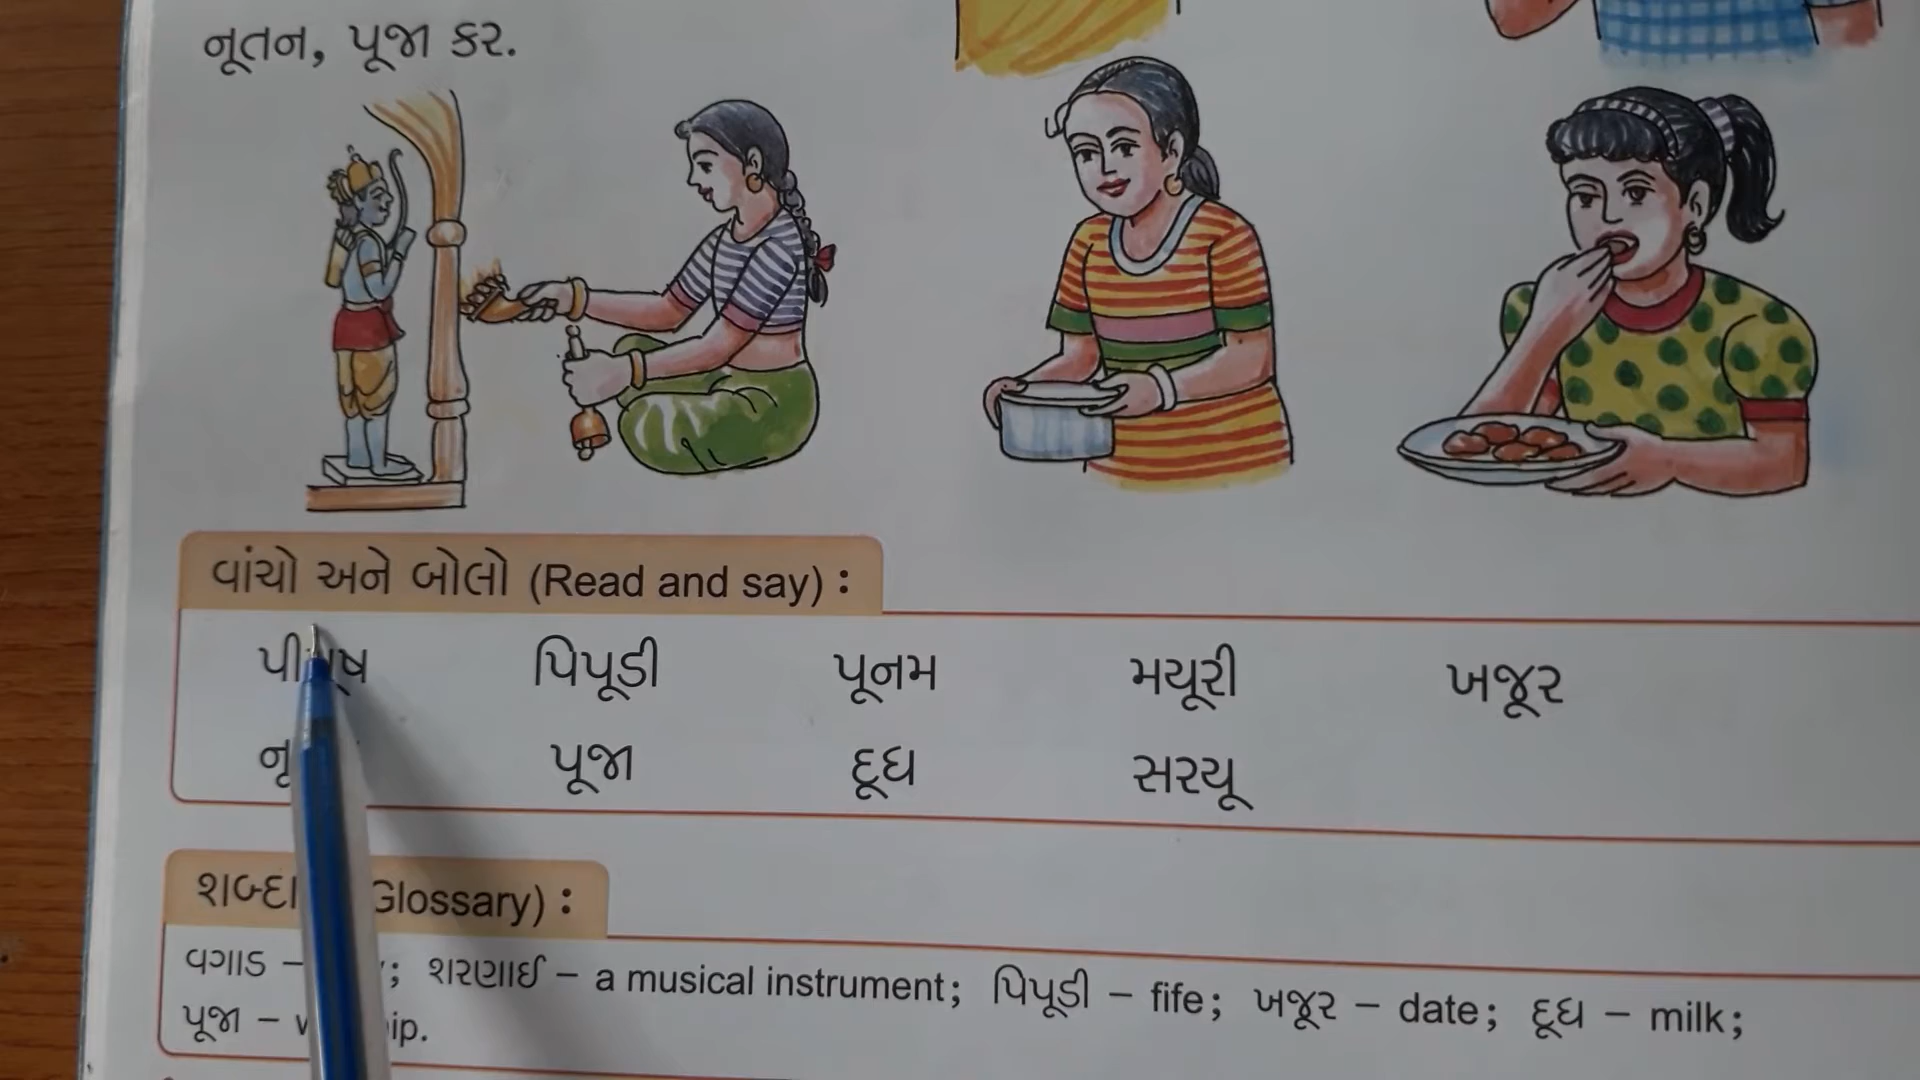 નૂતન, પૂજા કર.
વાંચો અને બોલો (Read and say) :
પિપૂડી પૂનમ મયૂરી ખજૂર
પૂજા દૂધ સરયૂ
Glossary) :
વગાડ – ; શરણાઈ – a musical instrument; પિપૂડી – fife; ખજૂર – date; દૂધ – milk;
પૂજા –